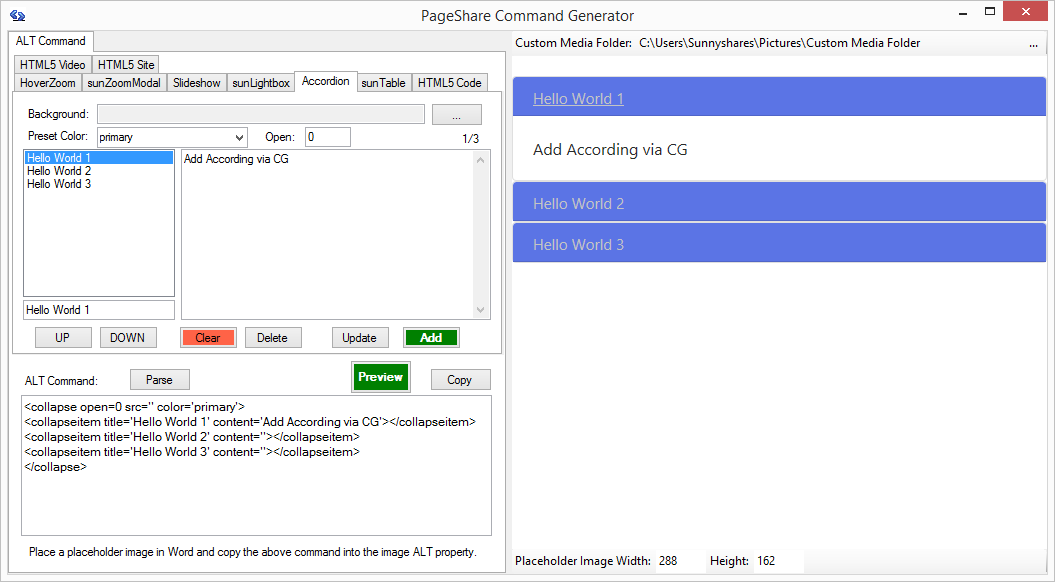 PageShare Command Generator
ALT Command
HTML5 Video HTML5 Site
HoverZoom sunZoomModal Slideshow sunLightbox Accordion sunTable HTML5 Code
Background: ...
Preset Color: primary Open: 0 1/3
Hello World 1
Hello World 2
Hello World 3
Add According via CG
Hello World 1
UP DOWN Clear Delete Update Add
ALT Command: Parse Preview Copy
<collapse open=0 src='' color='primary'>
<collapseitem title='Hello World 1' content='Add According via CG'></collapseitem>
<collapseitem title='Hello World 2' content=''></collapseitem>
<collapseitem title='Hello World 3' content=''></collapseitem>
</collapse>
Place a placeholder image in Word and copy the above command into the image ALT property.
Custom Media Folder: C:\Users\Sunnyshares\Pictures\Custom Media Folder ...
Hello World 1
Add According via CG
Hello World 2
Hello World 3
Placeholder Image Width: 288 Height: 162